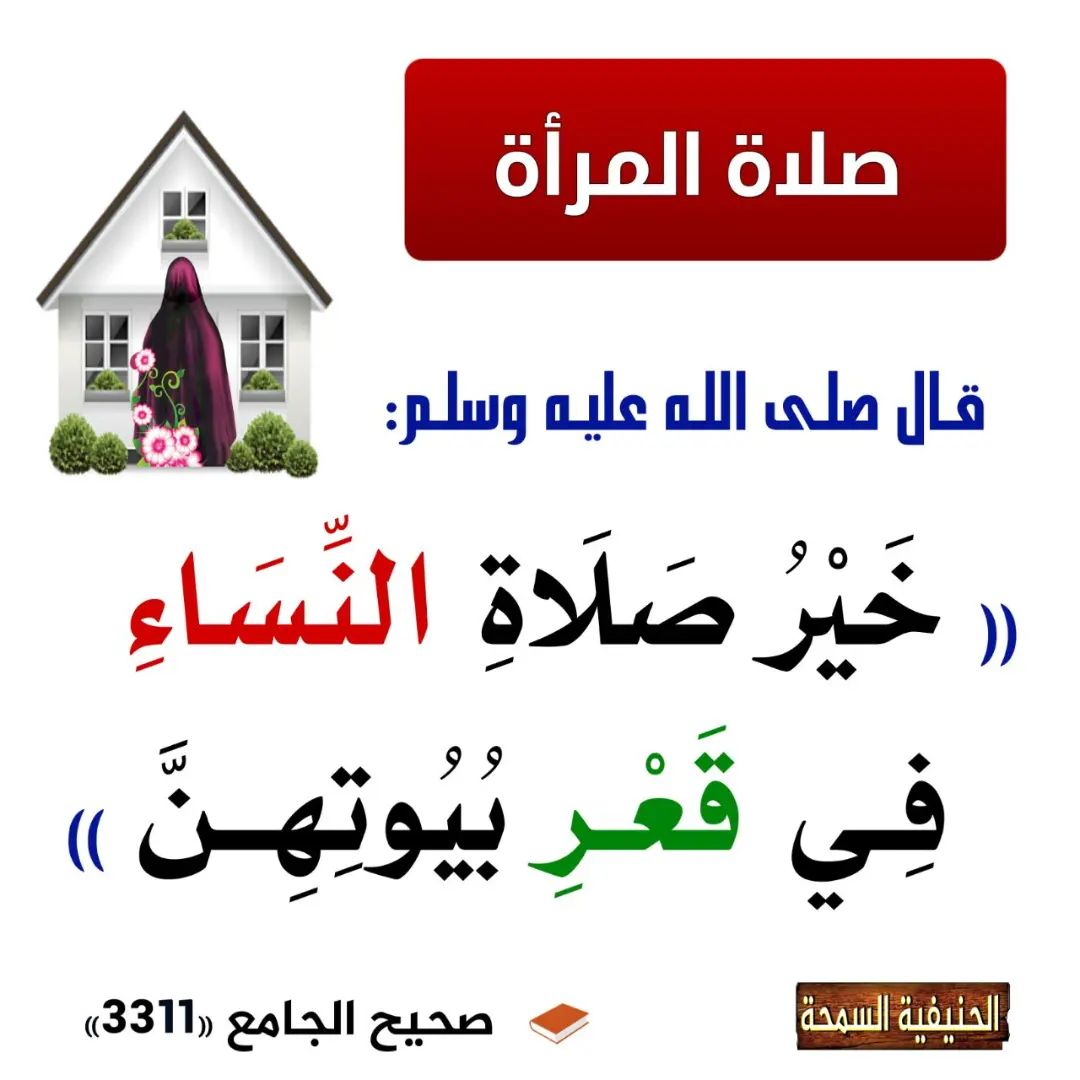 صلاة المرأة
قال صلى الله عليه وسلم:
(( خَيْرُ صَلَاةِ النِّسَاءِ
فِي قَعْرِ بُيُوتِهِنَّ ))
الحنيفية السمحة
صحيح الجامع ((3311))